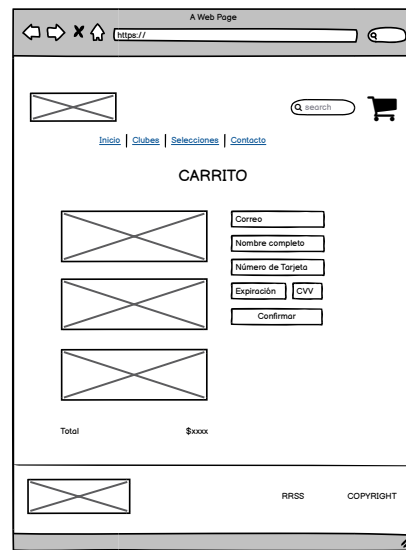 A Web Page
https://
search
Inicio | Clubes | Selecciones | Contacto
CARRITO
Correo
Nombre completo
Número de Tarjeta
Expiración CVV
Confirmar
Total $xxxx
RRSS COPYRIGHT